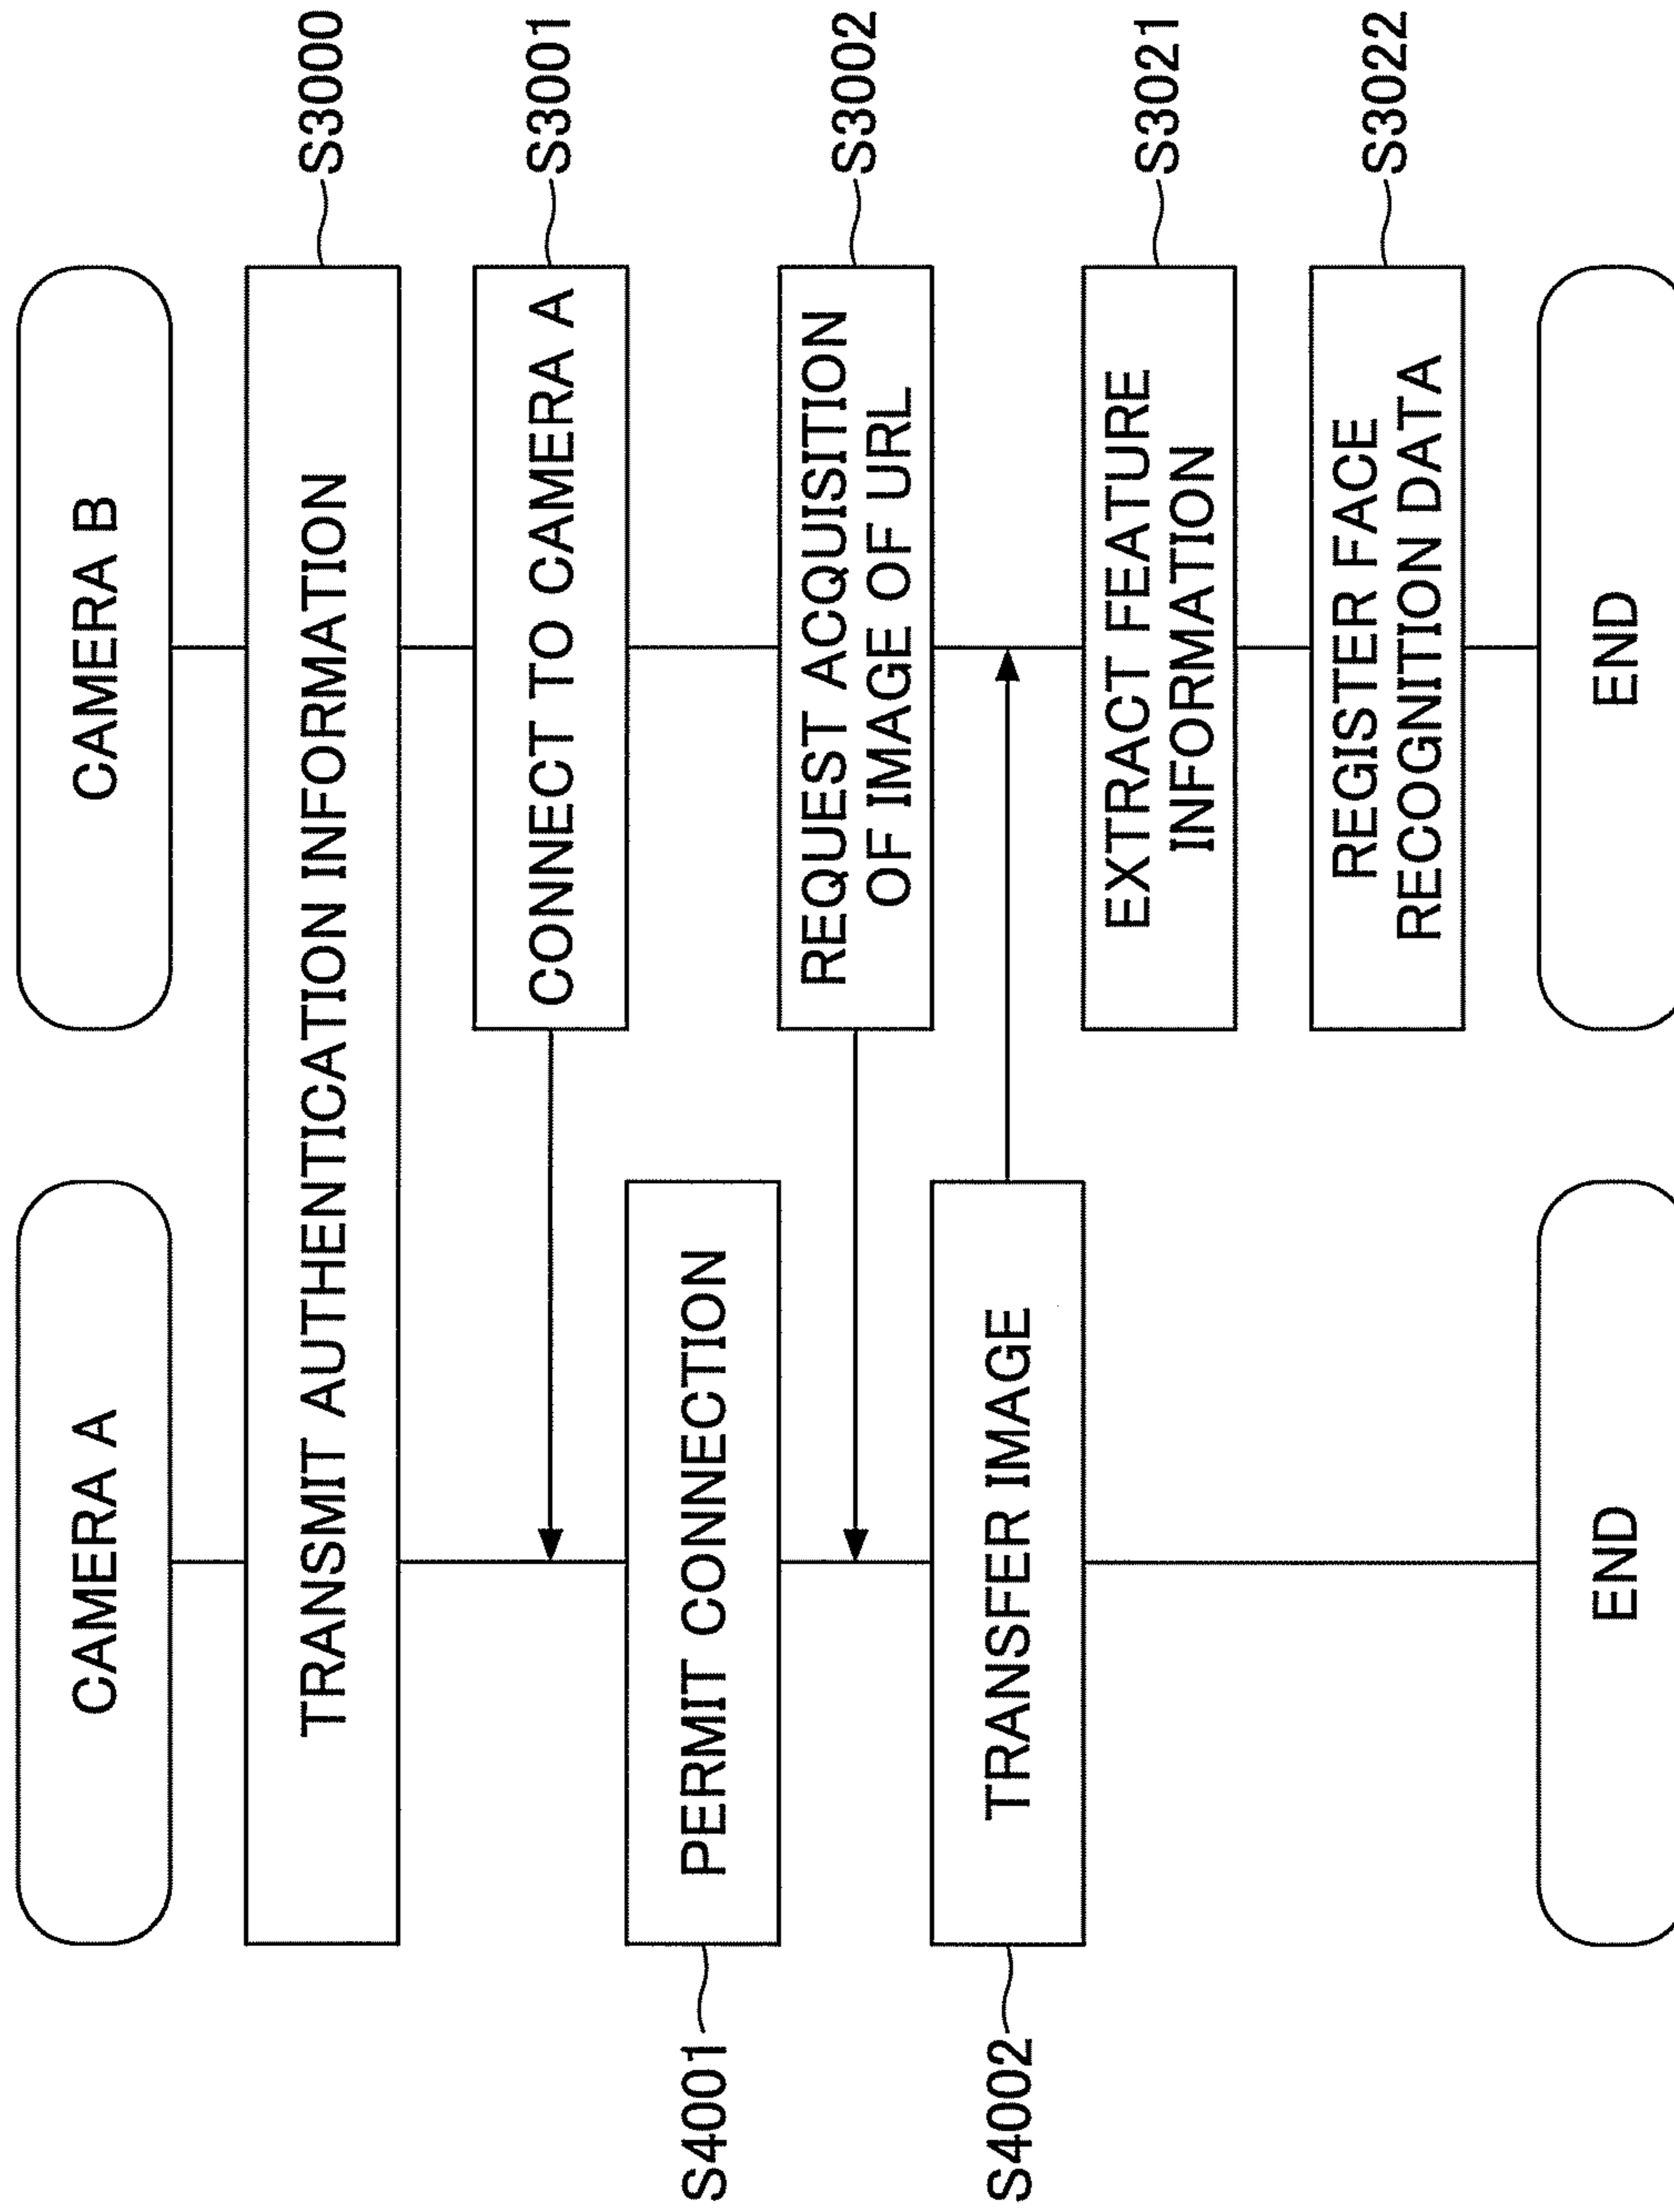 CAMERA A
CAMERA B
TRANSMIT AUTHENTICATION INFORMATION
S3000
CONNECT TO CAMERA A
S3001
S4001
PERMIT CONNECTION
REQUEST ACQUISITION
OF IMAGE OF URL
S3002
S4002
TRANSFER IMAGE
EXTRACT FEATURE
INFORMATION
S3021
REGISTER FACE
RECOGNITION DATA
S3022
END
END